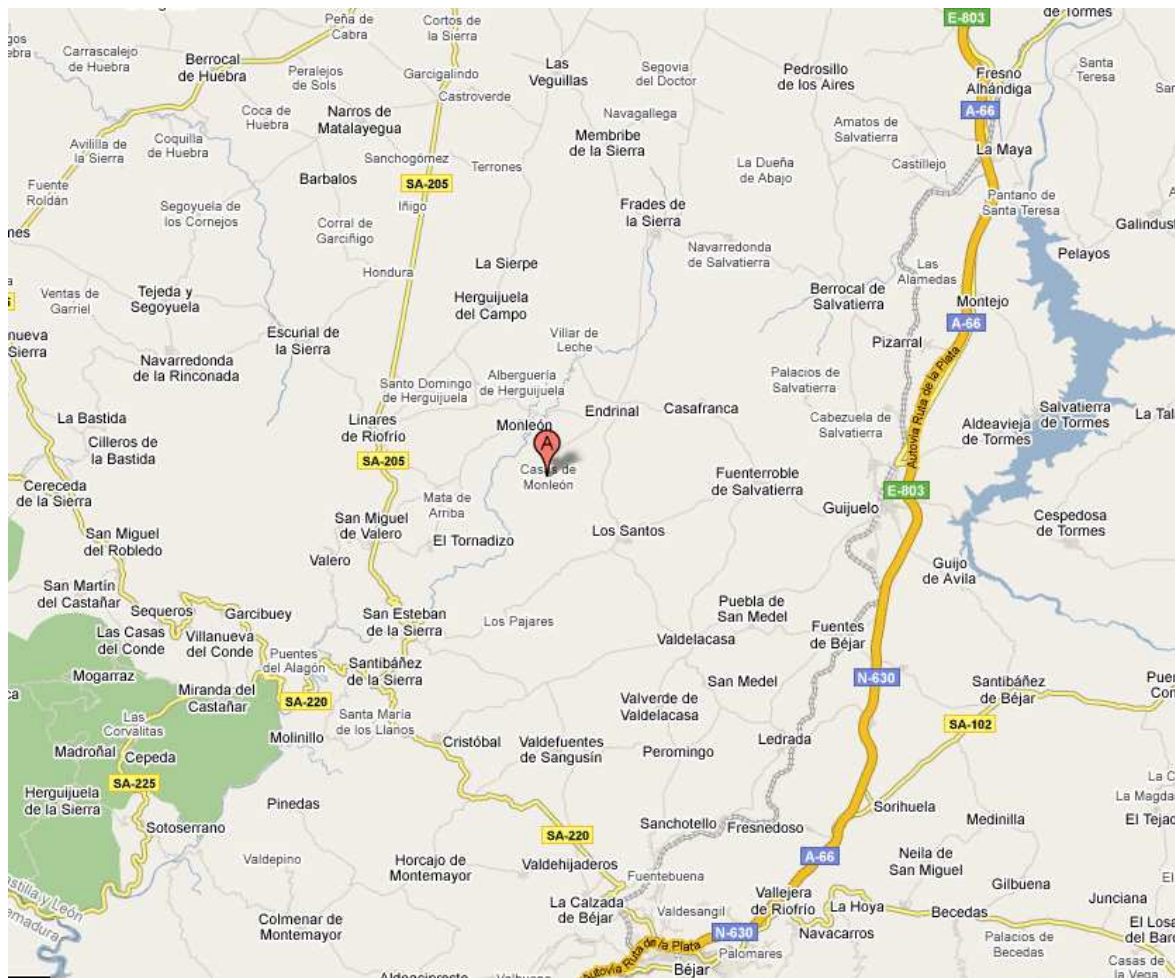 E-803
de Tormes
Peña de
Cabra
Cortos de
la Sierra
Carrascalejo
de Huebra
Berrocal
de Huebra
Peralejos
de Sols
Garcigalindo
Castroverde
Las
Veguillas
Segovia
del Doctor
Pedrosillo
de los Aires
Fresno
Alhándiga
Santa
Teresa
A-66
Coca de
Huebra
Narros de
Matalayegua
Navagallega
Avililla de
la Sierra
Coquilla
de Huebra
Sanchogómez
Terrones
Membribe
de la Sierra
Amatos de
Salvatierra
La Maya
Castillejo
La Dueña
de Abajo
Barbalos
SA-205
Fuente
Roldán
Iñigo
Segoyuela de
los Cornejos
Corral de
Garciñigo
Frades de
la Sierra
Pantano de
Santa Teresa
Galindust
Navarredonda
de Salvatierra
Pelayos
Hondura
La Sierpe
Las
Alamedas
Ventas de
Garriel
Tejeda y
Segoyuela
Herguijuela
del Campo
Berrocal de
Salvatierra
Montejo
A-66
Escurial de
la Sierra
Villar de
Leche
Pizarral
nueva
Sierra
Navarredonda
de la Rinconada
Alberguería de
Herguijuela
Santo Domingo
de Herguijuela
Palacios de
Salvatierra
Autovía Ruta de la Plata
La Bastida
Linares
de Riofrío
Monleón
Endrinal
Casafranca
Cabezuela de
Salvatierra
Aldeavieja
de Tormes
Salvatierra
de Tormes
La Tal
Cilleros de
la Bastida
A
SA-205
Casas de
Monleón
Cereceda
de la Sierra
Mata de
Arriba
Fuenterroble
de Salvatierra
E-803
Guijuelo
San Miguel
de Valero
Los Santos
Cespedosa
de Tormes
San Miguel
del Robledo
El Tornadizo
Valero
Guijo
de Avila
San Martín
del Castañar
Sequeros
Garcibuey
San Esteban
de la Sierra
Los Pajares
Puebla de
San Medel
Las Casas
del Conde
Villanueva
del Conde
Valdelacasa
Fuentes
de Béjar
Puentes
del Alagón
Santibáñez
de la Sierra
Mogarraz
Miranda del
Castañar
San Medel
N-630
Santibáñez
de Béjar
SA-220
Valverde de
Valdelacasa
Las
Corvalitas
Santa María
de los Llanos
SA-102
Madroñal
Cepeda
Molinillo
Cristóbal
Valdefuentes
de Sangusín
Peromingo
Ledrada
SA-225
Herguijuela
de la Sierra
Pinedas
Sorihuela
La Magda
Sotoserrano
SA-220
Sanchotello
Fresnedoso
Medinilla
El Tejac
Valdepino
Horcajo de
Montemayor
Valdehijaderos
A-66
Fuentebuena
Neila de
San Miguel
Gilbuena
Vallejera
de Riofrío
La Calzada
de Béjar
Valdesangil
La Hoya
Becedas
Junciana
Colmenar de
Montemayor
N-630
Navacarros
El Losa
del Bare
Palomares
Palacios de
Becedas
Autovía Ruta de la Plata
Béjar
Casas de
la Vega